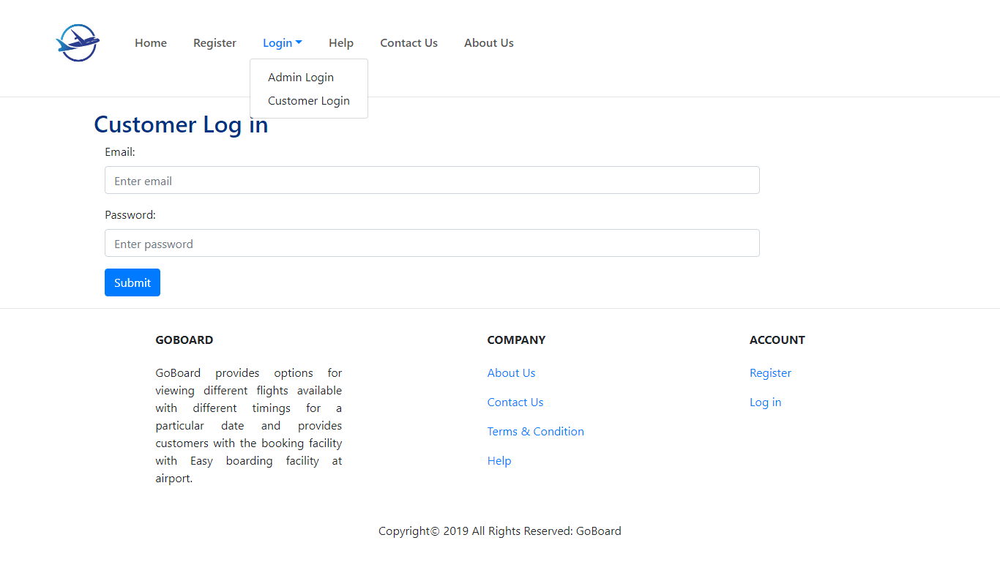 Home Register Login Help Contact Us About Us
Admin Login
Customer Login
Customer Log in
Email:
Enter email
Password:
Enter password
Submit
GOBOARD
GoBoard provides options for
viewing different flights available
with different timings for a
particular date and provides
customers with the booking facility
with Easy boarding facility at
airport.
COMPANY
About Us
Contact Us
Terms & Condition
Help
ACCOUNT
Register
Log in
Copyright© 2019 All Rights Reserved: GoBoard